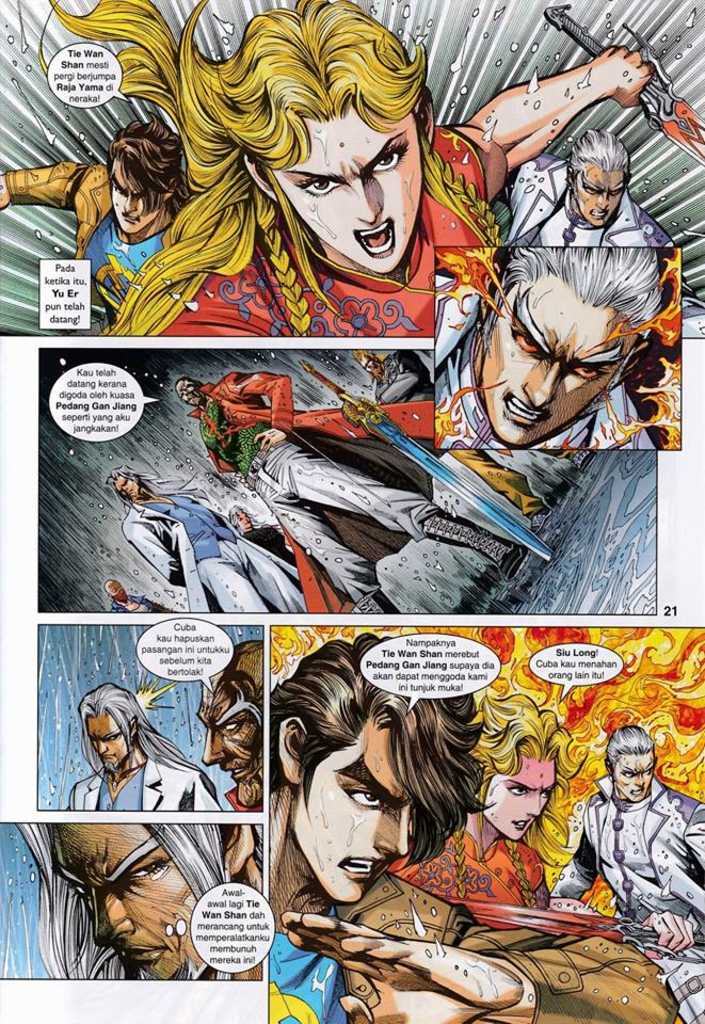 Tie Wan
Shan mesti
pergi berjumpa
Raja Yama di
neraka!
Pada
ketika itu,
Yu Er
pun telah
datang!
Kau telah
datang kerana
digoda oleh kuasa
Pedang Gan Jiang
seperti yang aku
jangkakan!
21
Cuba
kau hapuskan
pasangan ini untukku
sebelum kita
bertolak!
Awal-
awal lagi Tie
Wan Shan dah
merancang untuk
memperalatkanku
membunuh
mereka ini!
Nampaknya
Tie Wan Shan merebut
Pedang Gan Jiang supaya dia
akan dapat menggoda kami
ini tunjuk muka!
Siu Long!
Cuba kau menahan
orang lain itu!